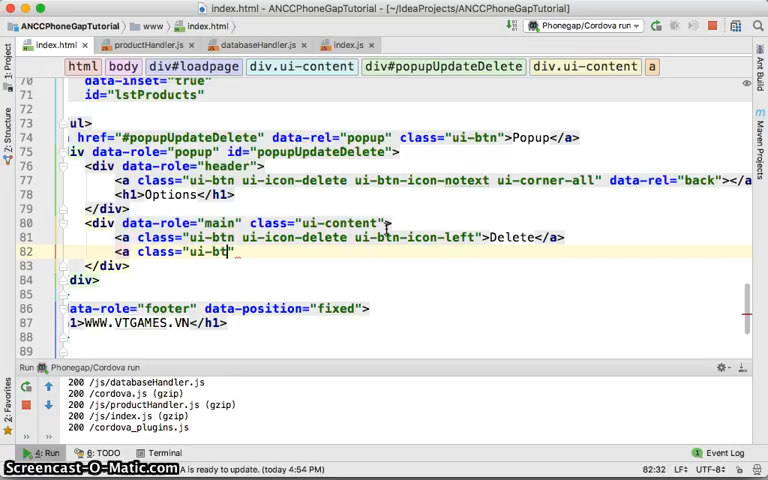 index.html - [~/IdeaProjects/ANCCPhoneGapTutorial] - [~/IdeaProjects/ANCCPhoneGapTutorial]
ANCCPhoneGapTutorial www index.html Phonegap/Cordova run
index.html productHandler.js databaseHandler.js index.js
html body div#loadpage div.ui-content div#popupUpdateDelete div.ui-content a
70 data-inset="true"
71 id="lstProducts"
72
73 ul>
74 href="#popupUpdateDelete" data-rel="popup" class="ui-btn">Popup</a>
75 iv data-role="popup" id="popupUpdateDelete">
76 <div data-role="header">
77 <a class="ui-btn ui-icon-delete ui-btn-icon-notext ui-corner-all" data-rel="back"></a
78 <h1>Options</h1>
79 </div>
80 <div data-role="main" class="ui-content">
81 <a class="ui-btn ui-icon-delete ui-btn-icon-left">Delete</a>
82 <a class="ui-bt"
83 </div>
84 div>
85
86 ata-role="footer" data-position="fixed">
87 1>WWW.VTGAMES.VN</h1>
88
89
1: Project
7: Structure
2: Favorites
Ant Build
Maven Projects
Run Phonegap/Cordova run
200 /js/databaseHandler.js
200 /cordova.js (gzip)
200 /js/productHandler.js (gzip)
200 /js/index.js (gzip)
200 /cordova_plugins.js
4: Run 6: TODO Terminal Event Log
Screencast-O-Matic.com EA is ready to update. (today 4:54 PM) 82:32 LF UTF-8